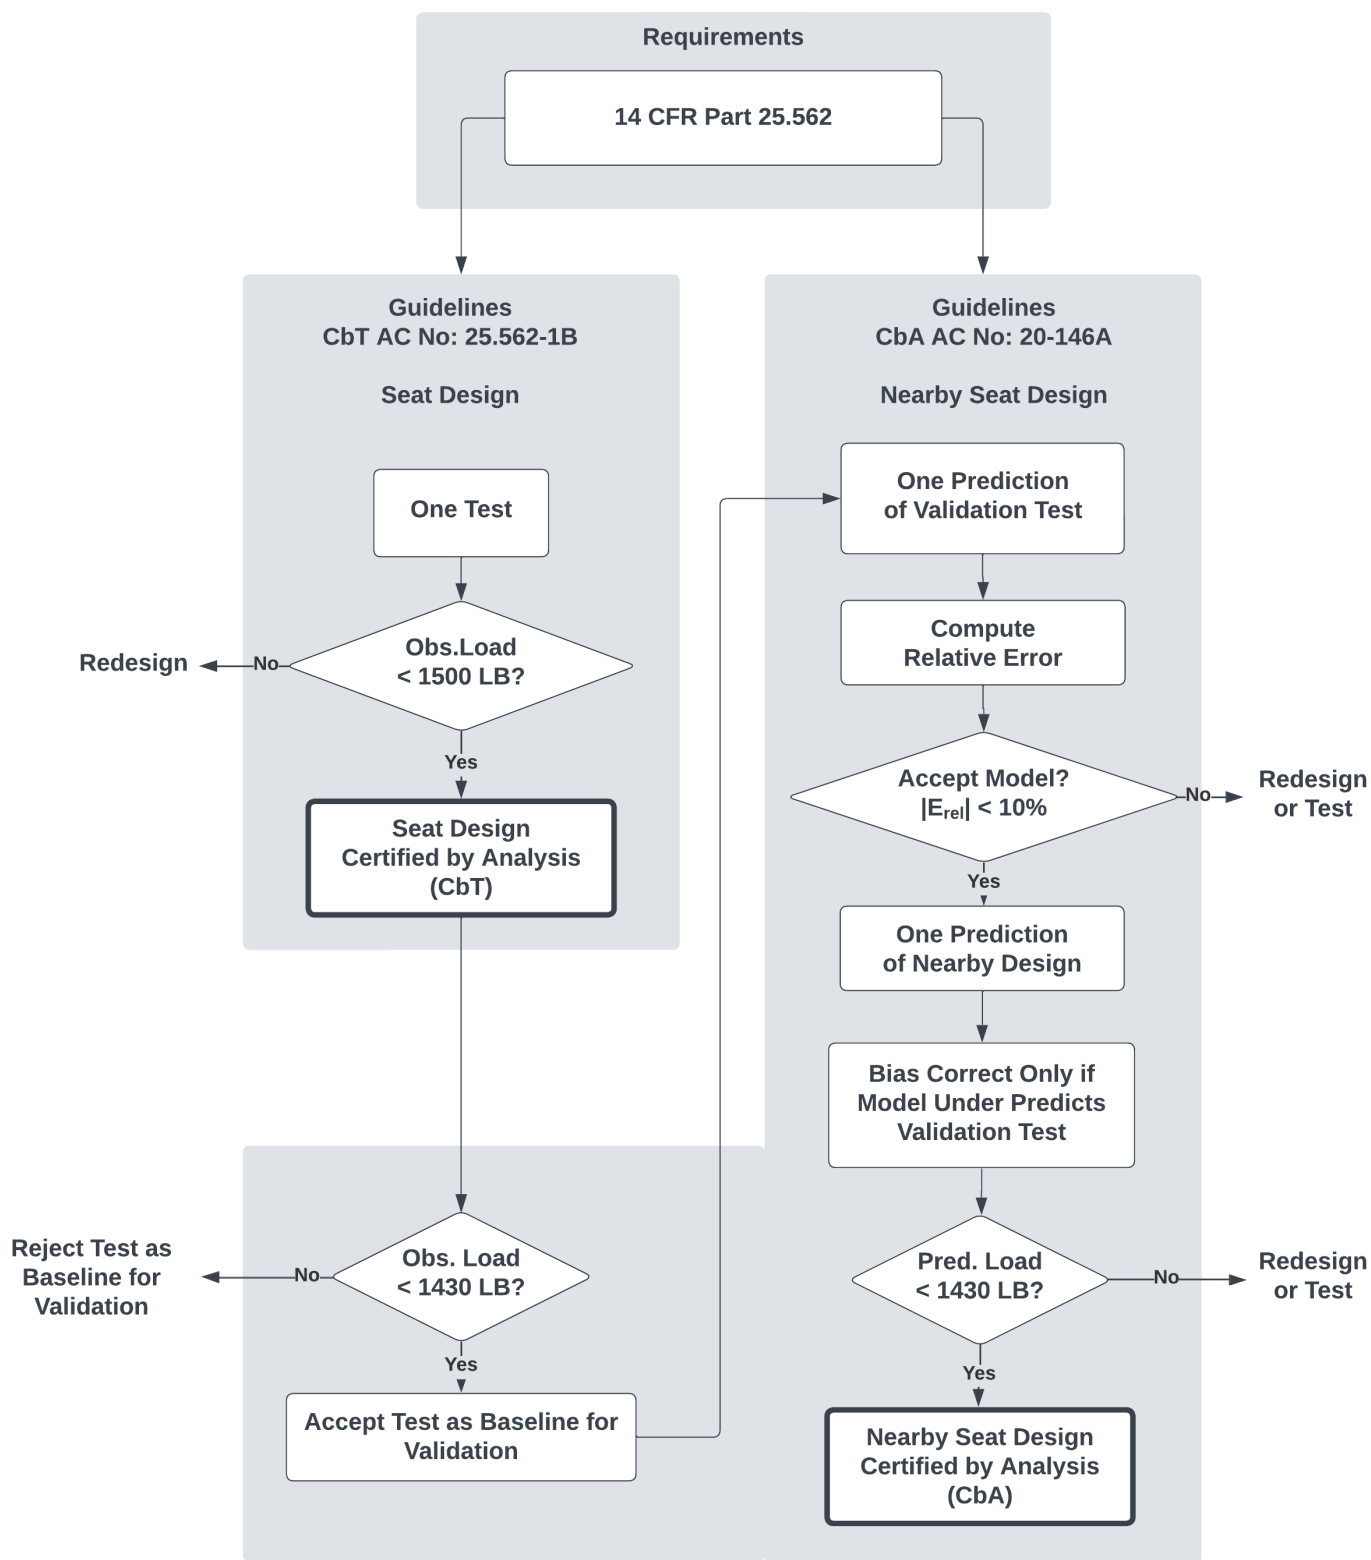 Requirements
14 CFR Part 25.562
Guidelines
CbT AC No: 25.562-1B
Seat Design
One Test
Obs.Load
< 1500 LB?
No
Redesign
Yes
Seat Design
Certified by Analysis
(CbT)
Obs. Load
< 1430 LB?
No
Reject Test as
Baseline for
Validation
Yes
Accept Test as Baseline for
Validation
Guidelines
CbA AC No: 20-146A
Nearby Seat Design
One Prediction
of Validation Test
Compute
Relative Error
Accept Model?
|Erel| < 10%
No
Redesign
or Test
Yes
One Prediction
of Nearby Design
Bias Correct Only if
Model Under Predicts
Validation Test
Pred. Load
< 1430 LB?
No
Redesign
or Test
Yes
Nearby Seat Design
Certified by Analysis
(CbA)